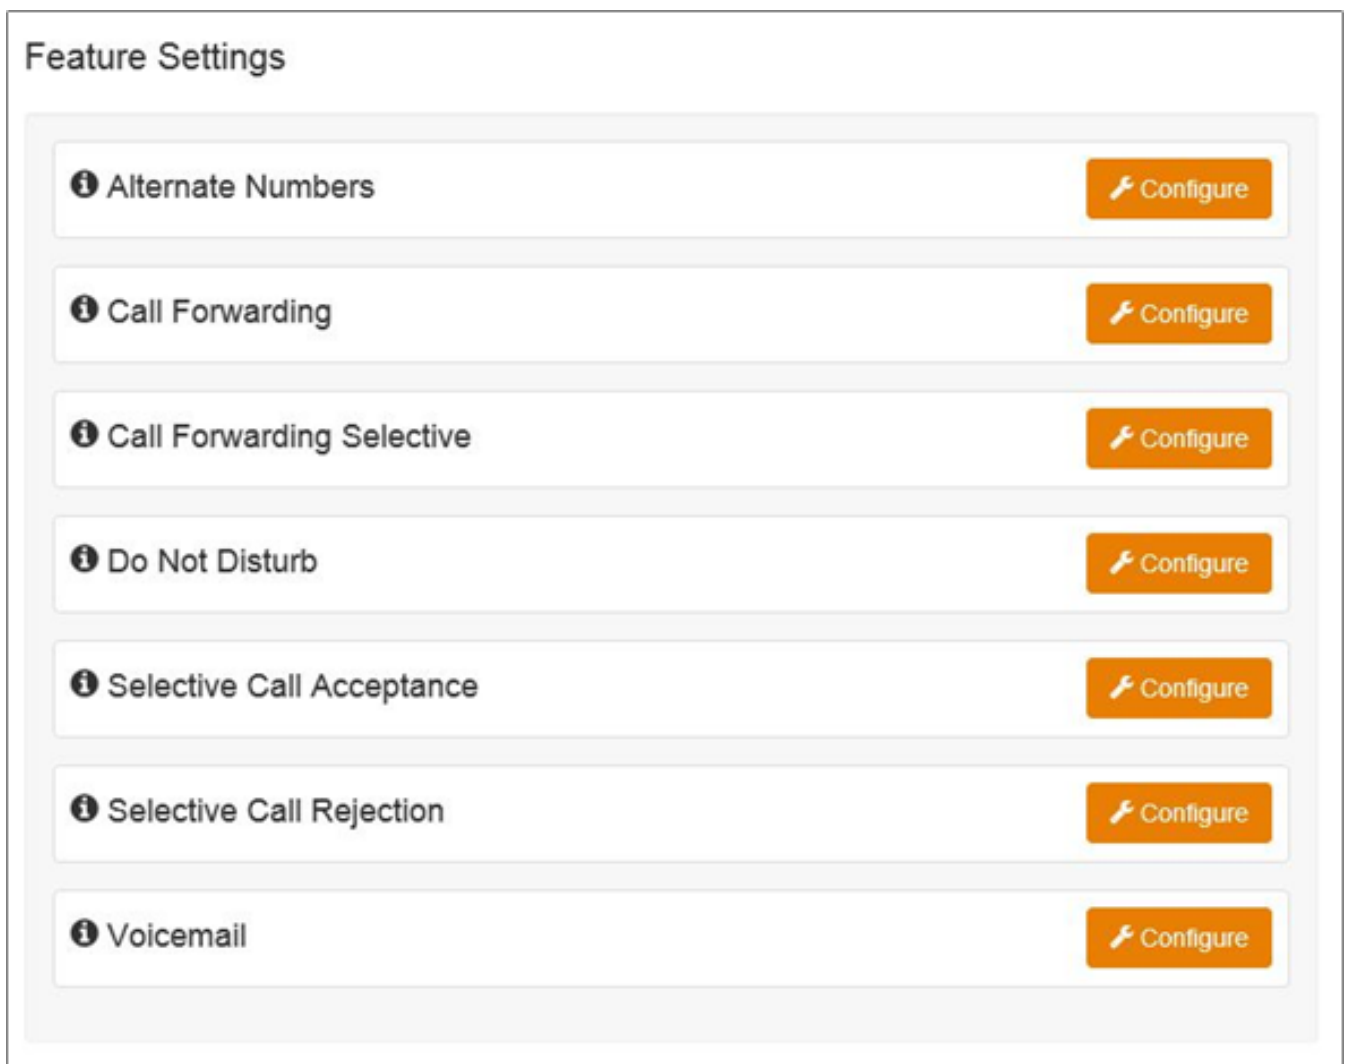 Feature Settings
Alternate Numbers
Configure
Call Forwarding
Configure
Call Forwarding Selective
Configure
Do Not Disturb
Configure
Selective Call Acceptance
Configure
Selective Call Rejection
Configure
Voicemail
Configure